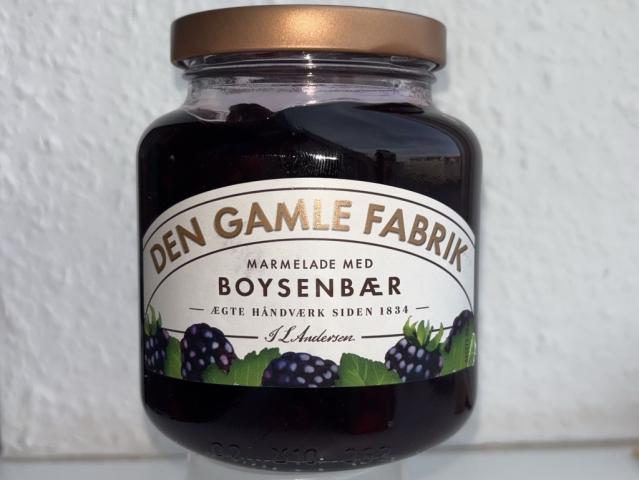 DEN GAMLE FABRIK
MARMELADE MED
BOYSENBÆR
ÆGTE HÅNDVÆRK SIDEN 1834
J L Andersen